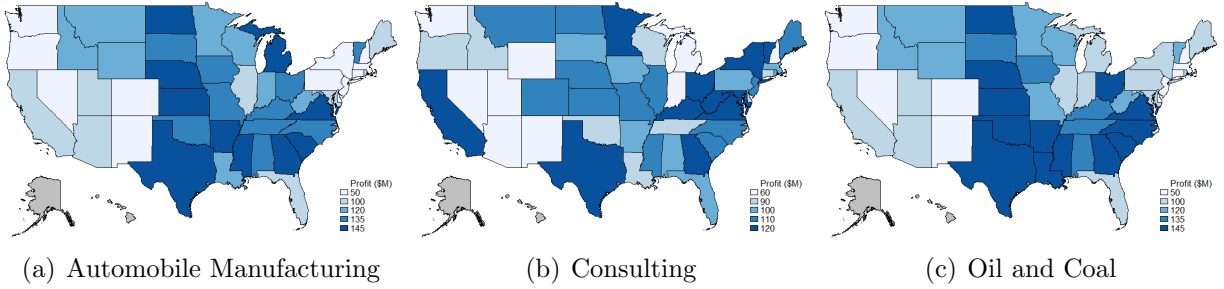 Profit ($M)
50
100
120
135
145
Profit ($M)
60
90
100
110
120
Profit ($M)
50
100
120
135
145
(a) Automobile Manufacturing
(b) Consulting
(c) Oil and Coal